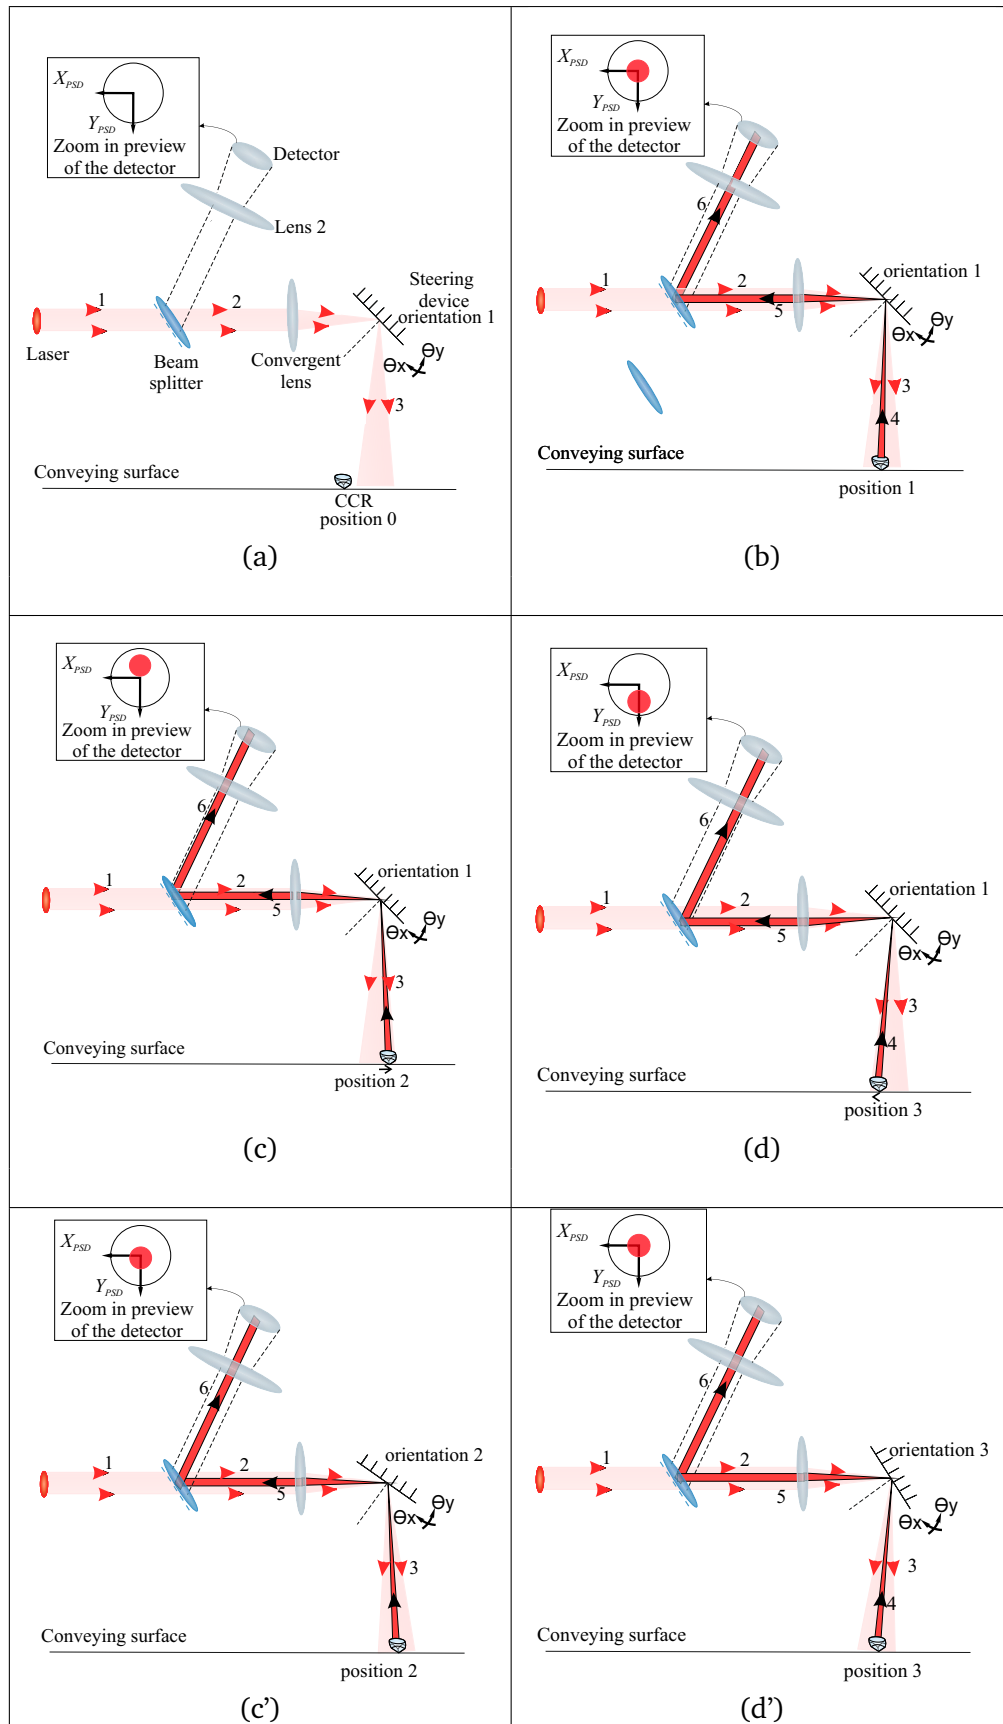 X_PSD
Y_PSD
Zoom in preview
of the detector
Detector
Lens 2
Steering
device
orientation 1
1
2
Laser
Beam
splitter
Convergent
lens
Θx
Θy
3
Conveying surface
CCR
position 0
(a)
X_PSD
Y_PSD
Zoom in preview
of the detector
6
orientation 1
1
2
5
Θx
Θy
3
4
Conveying surface
position 1
(b)
X_PSD
Y_PSD
Zoom in preview
of the detector
6
orientation 1
1
2
5
Θx
Θy
3
Conveying surface
position 2
(c)
X_PSD
Y_PSD
Zoom in preview
of the detector
6
orientation 1
1
2
5
Θx
Θy
3
4
Conveying surface
position 3
(d)
X_PSD
Y_PSD
Zoom in preview
of the detector
6
orientation 2
1
2
5
Θx
Θy
3
Conveying surface
position 2
(c')
X_PSD
Y_PSD
Zoom in preview
of the detector
6
orientation 3
1
2
5
Θx
Θy
3
4
Conveying surface
position 3
(d')